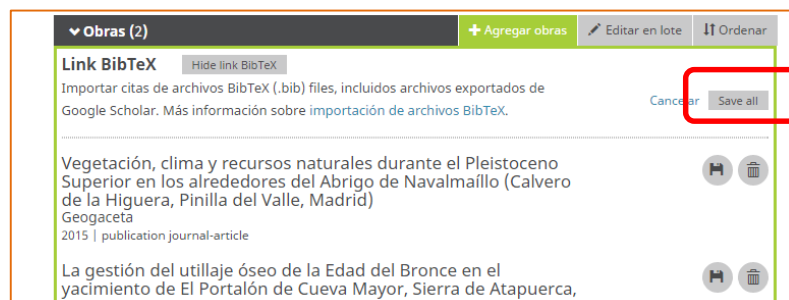 Obras (2) + Agregar obras Editar en lote Ordenar
Link BibTeX Hide link BibTeX
Importar citas de archivos BibTeX (.bib) files, incluidos archivos exportados de
Google Scholar. Más información sobre importación de archivos BibTeX.
Cancelar Save all
Vegetación, clima y recursos naturales durante el Pleistoceno
Superior en los alrededores del Abrigo de Navalmaíllo (Calvero
de la Higuera, Pinilla del Valle, Madrid)
Geogaceta
2015 | publication journal-article
La gestión del utillaje óseo de la Edad del Bronce en el
yacimiento de El Portalón de Cueva Mayor, Sierra de Atapuerca,